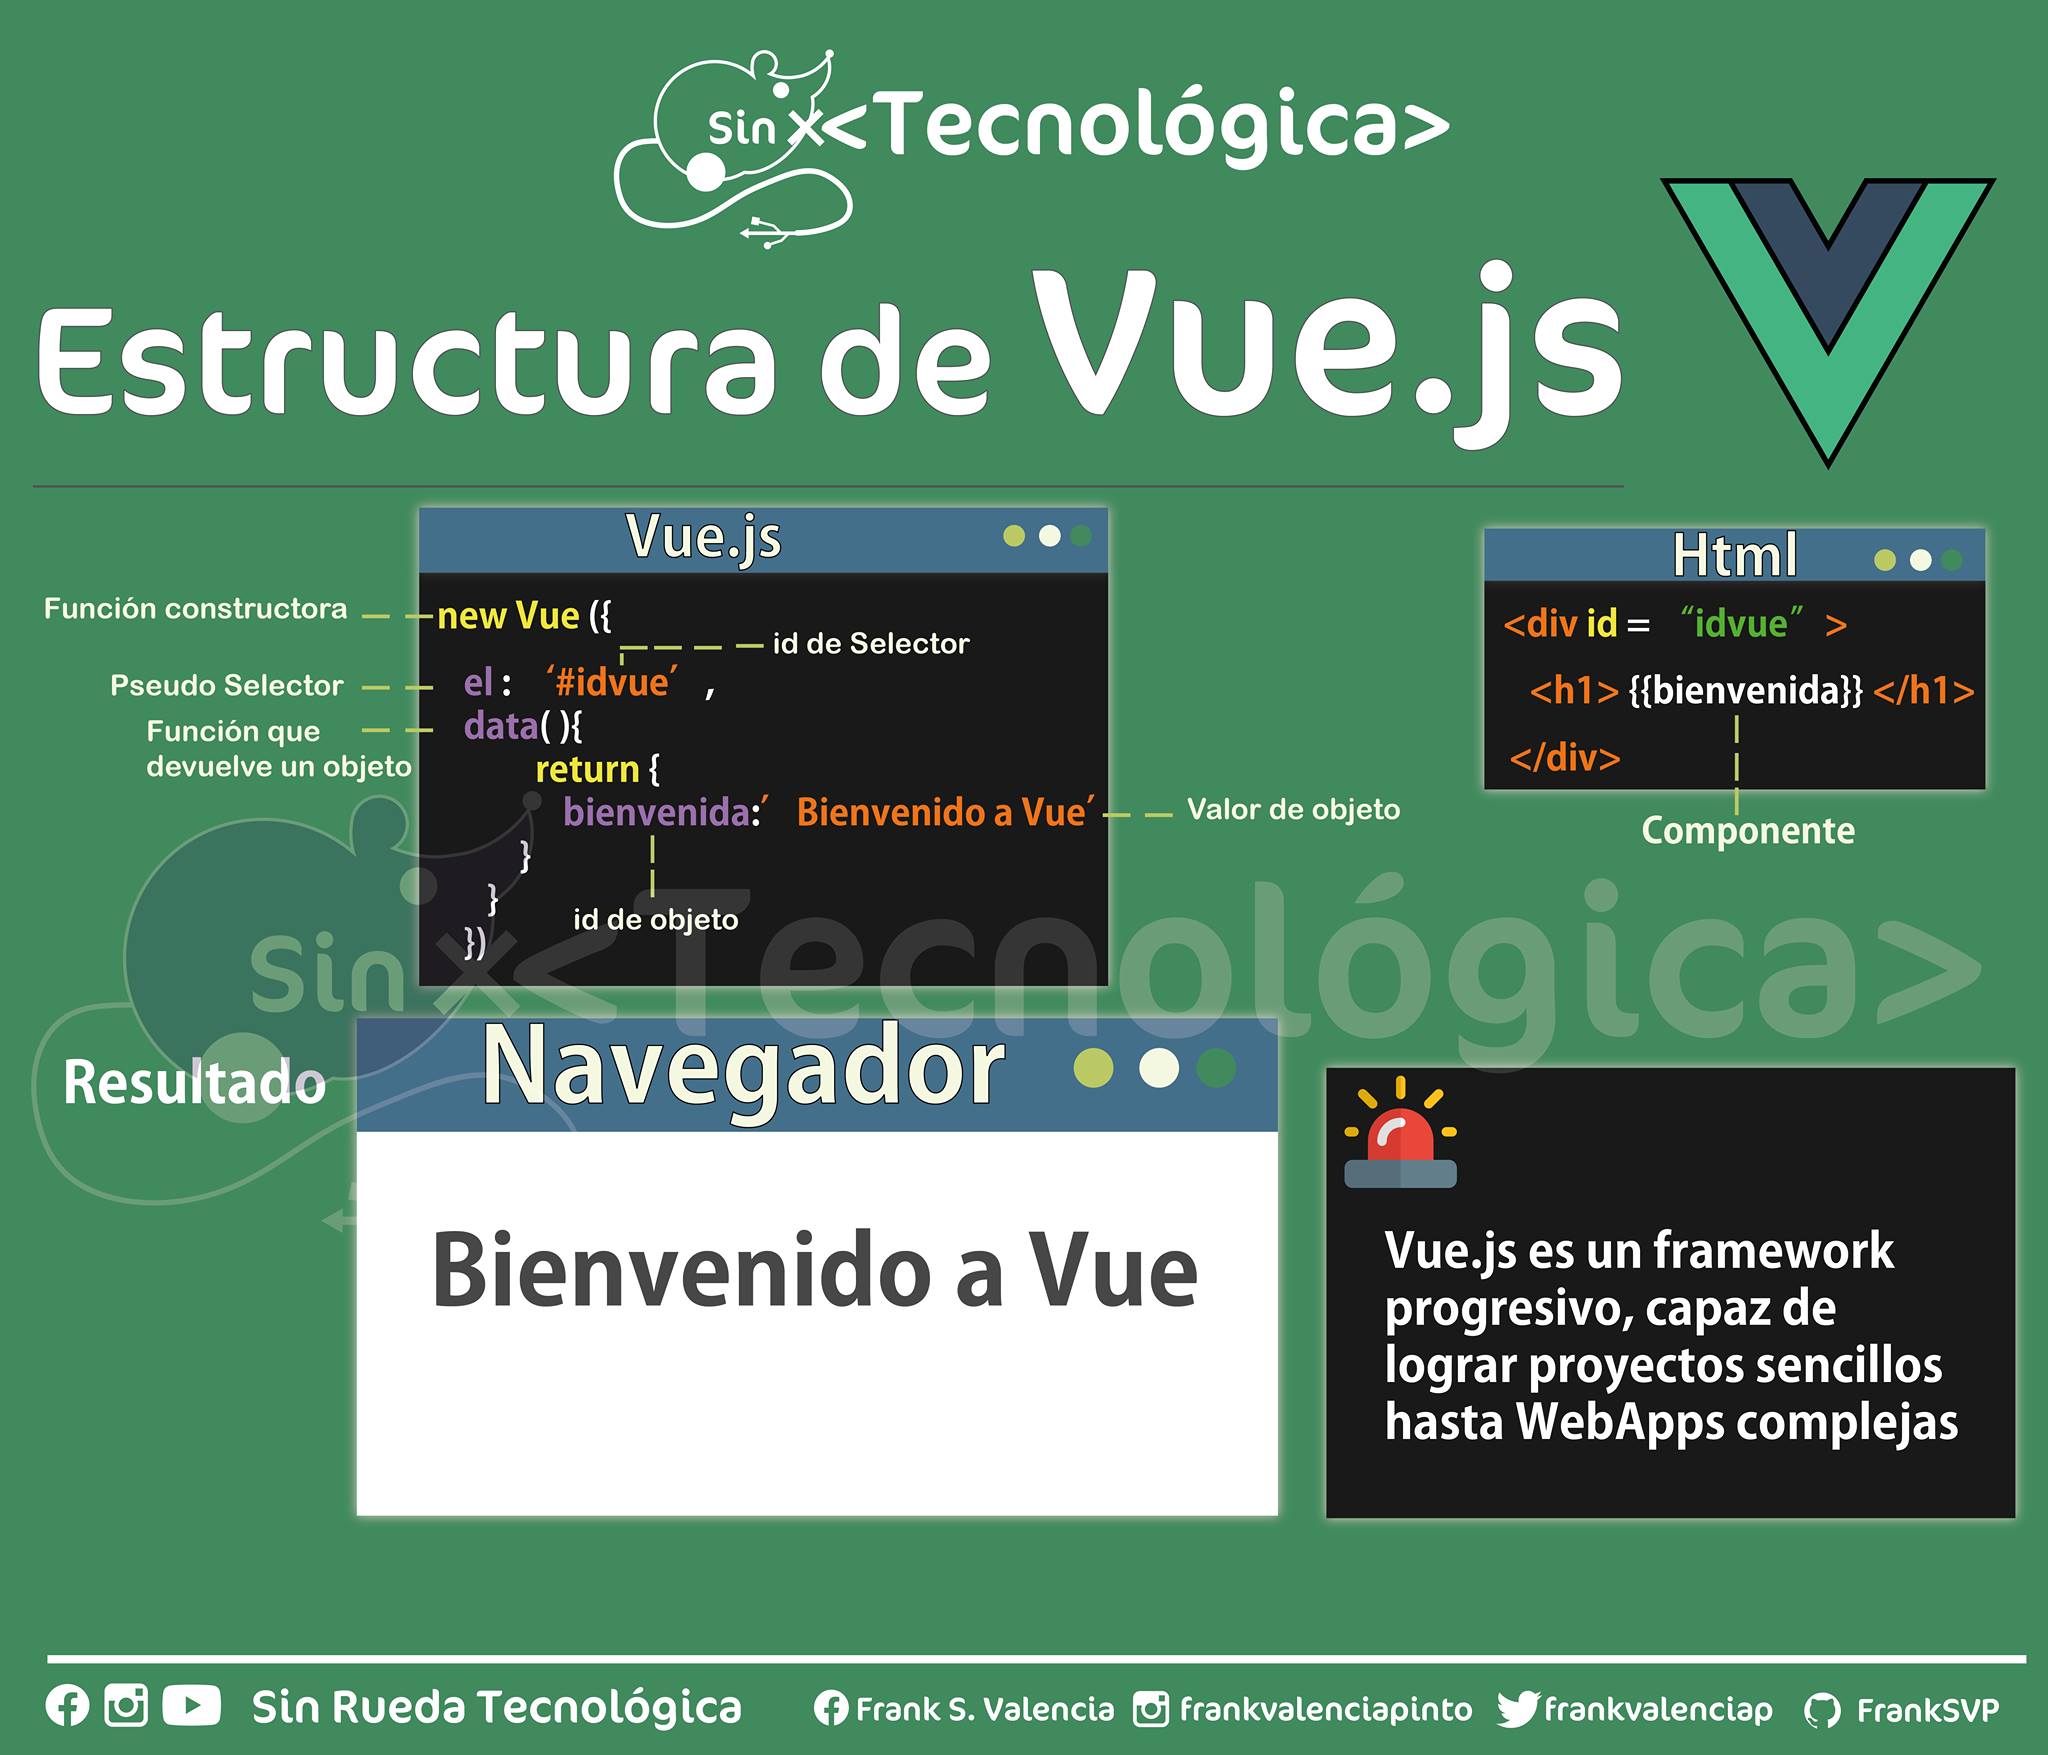 Sin <Tecnológica>
Estructura de Vue.js
Vue.js
Función constructora
new Vue ({
id de Selector
Pseudo Selector
el : ‘#idvue’ ,
Función que
devuelve un objeto
data( ){
return {
bienvenida:’ Bienvenido a Vue’
Valor de objeto
}
}
id de objeto
})
Html
<div id = “idvue” >
<h1> {{bienvenida}} </h1>
</div>
Componente
Sin <Tecnológica>
Resultado
Navegador
Bienvenido a Vue
Vue.js es un framework
progresivo, capaz de
lograr proyectos sencillos
hasta WebApps complejas
Sin Rueda Tecnológica Frank S. Valencia frankvalenciapinto frankvalenciap FrankSVP